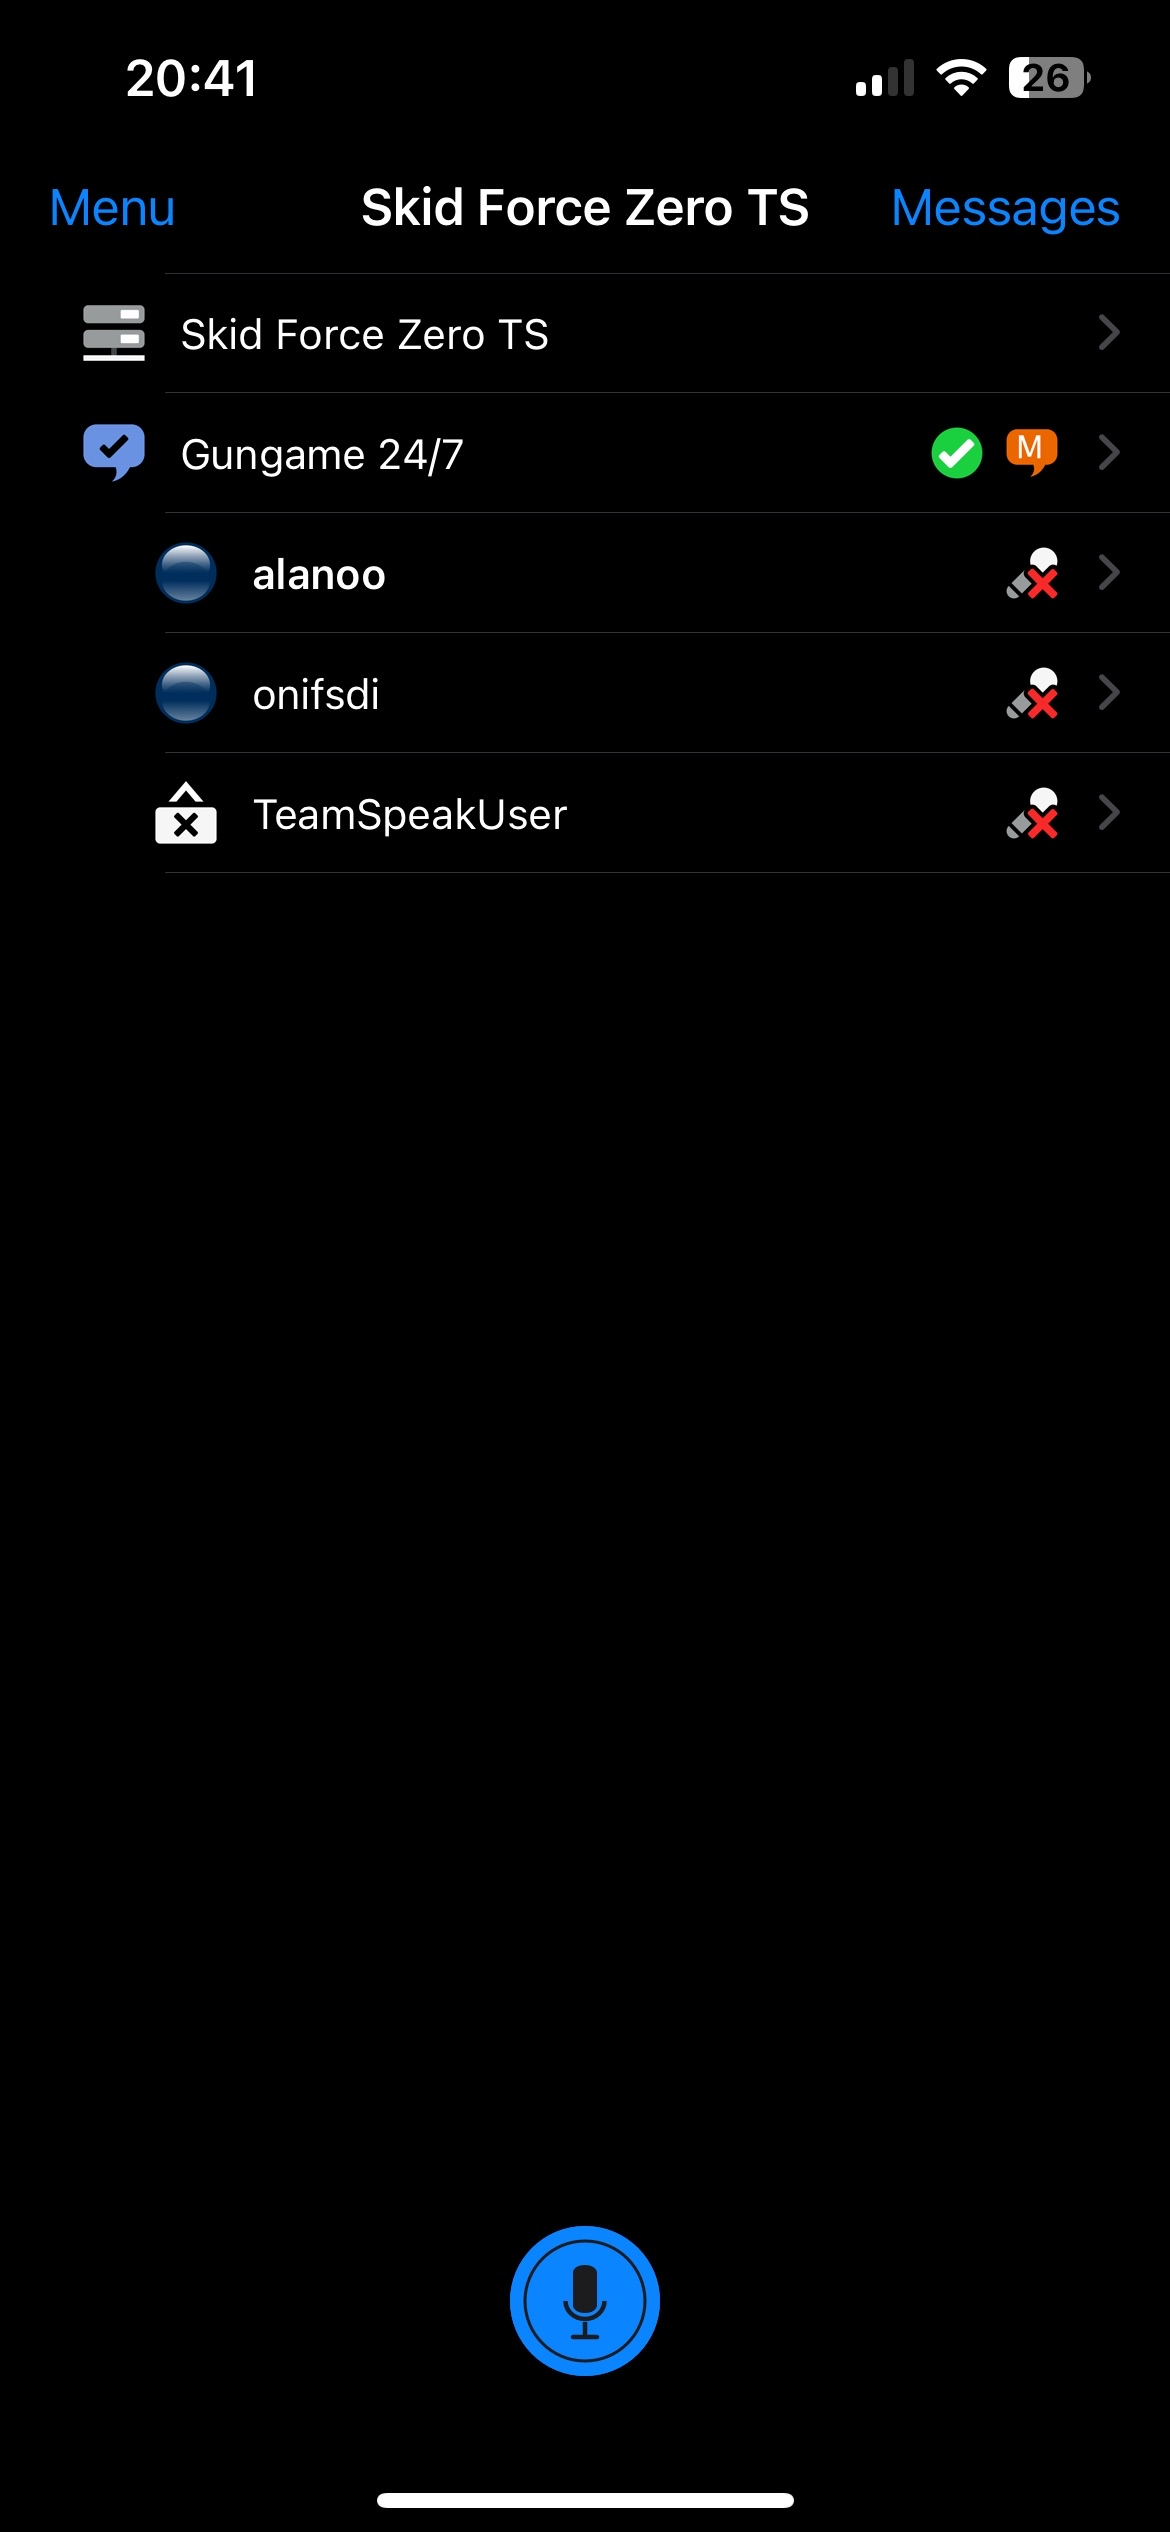 20:41
26
Menu
Skid Force Zero TS
Messages
Skid Force Zero TS
Gungame 24/7
M
alanoo
onifsdi
TeamSpeakUser